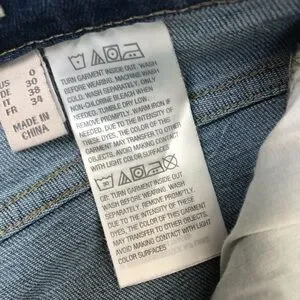 US 0
DE 30
IT 38
FR 34
MADE IN
CHINA
TURN GARMENT INSIDE OUT / WASH
BEFORE WEARING. MACHINE WASH
COLD. WASH SEPARATELY. ONLY
NON-CHLORINE BLEACH WHEN
NEEDED. TUMBLE DRY LOW.
REMOVE PROMPTLY. WARM IRON IF
NEEDED. DUE TO THE INTENSITY OF
THESE DYES, THE COLOR OF THIS
GARMENT MAY TRANSFER TO OTHER
OBJECTS. AVOID MAKING CONTACT
WITH LIGHT COLOR SURFACES
GB: TURN GARMENT INSIDE OUT /
WASH BEFORE WEARING. WASH
SEPARATELY. REMOVE PROMPTLY.
DUE TO THE INTENSITY OF THESE
DYES, THE COLOR OF THIS GARMENT
MAY TRANSFER TO OTHER OBJECTS.
AVOID MAKING CONTACT WITH LIGHT
COLOR SURFACES